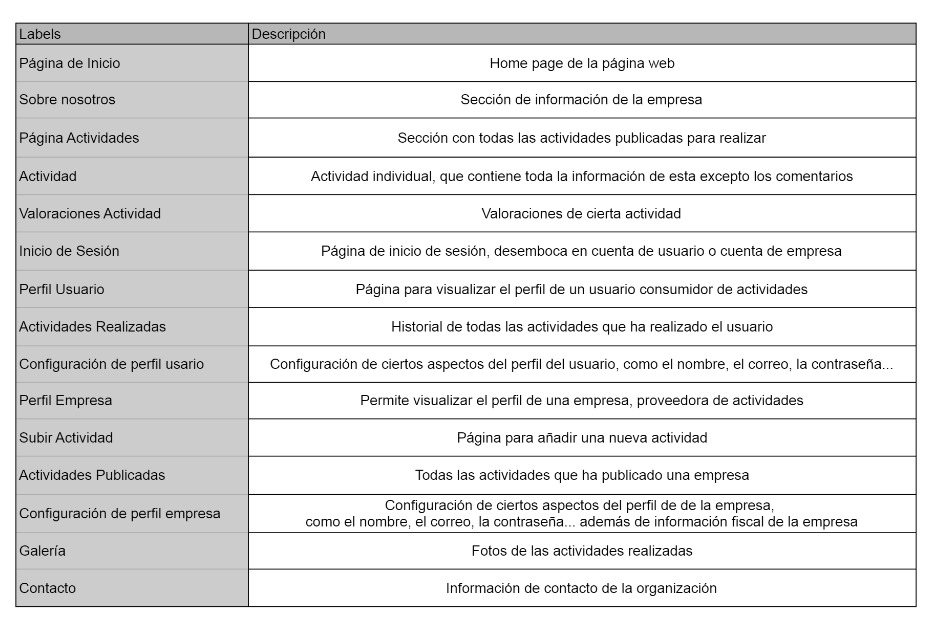 Labels Descripción
Página de Inicio Home page de la página web
Sobre nosotros Sección de información de la empresa
Página Actividades Sección con todas las actividades publicadas para realizar
Actividad Actividad individual, que contiene toda la información de esta excepto los comentarios
Valoraciones Actividad Valoraciones de cierta actividad
Inicio de Sesión Página de inicio de sesión, desemboca en cuenta de usuario o cuenta de empresa
Perfil Usuario Página para visualizar el perfil de un usuario consumidor de actividades
Actividades Realizadas Historial de todas las actividades que ha realizado el usuario
Configuración de perfil usario Configuración de ciertos aspectos del perfil del usuario, como el nombre, el correo, la contraseña...
Perfil Empresa Permite visualizar el perfil de una empresa, proveedora de actividades
Subir Actividad Página para añadir una nueva actividad
Actividades Publicadas Todas las actividades que ha publicado una empresa
Configuración de perfil empresa Configuración de ciertos aspectos del perfil de de la empresa,
como el nombre, el correo, la contraseña... además de información fiscal de la empresa
Galería Fotos de las actividades realizadas
Contacto Información de contacto de la organización